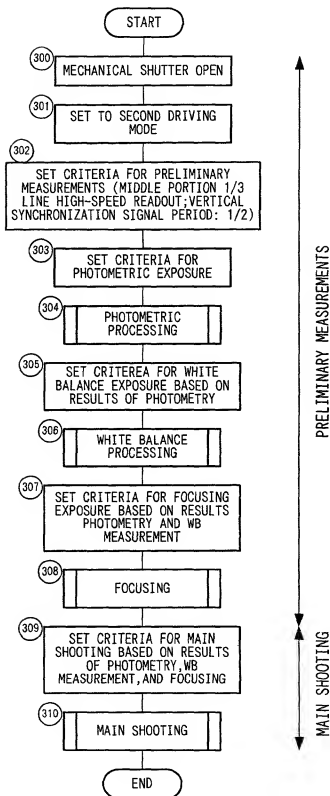 START
300
MECHANICAL SHUTTER OPEN
301
SET TO SECOND DRIVING
MODE
302
SET CRITERIA FOR PRELIMINARY
MEASUREMENTS (MIDDLE PORTION 1/3
LINE HIGH-SPEED READOUT;VERTICAL
SYNCHRONIZATION SIGNAL PERIOD: 1/2)
303
SET CRITERIA FOR
PHOTOMETRIC EXPOSURE
304
PHOTOMETRIC
PROCESSING
305
SET CRITEREA FOR WHITE
BALANCE EXPOSURE BASED ON
RESULTS OF PHOTOMETRY
306
WHITE BALANCE
PROCESSING
307
SET CRITERIA FOR FOCUSING
EXPOSURE BASED ON RESULTS
PHOTOMETRY AND WB
MEASUREMENT
308
FOCUSING
PRELIMINARY MEASUREMENTS
309
SET CRITERIA FOR MAIN
SHOOTING BASED ON RESULTS
OF PHOTOMETRY,WB
MEASUREMENT,AND FOCUSING
310
MAIN SHOOTING
MAIN SHOOTING
END